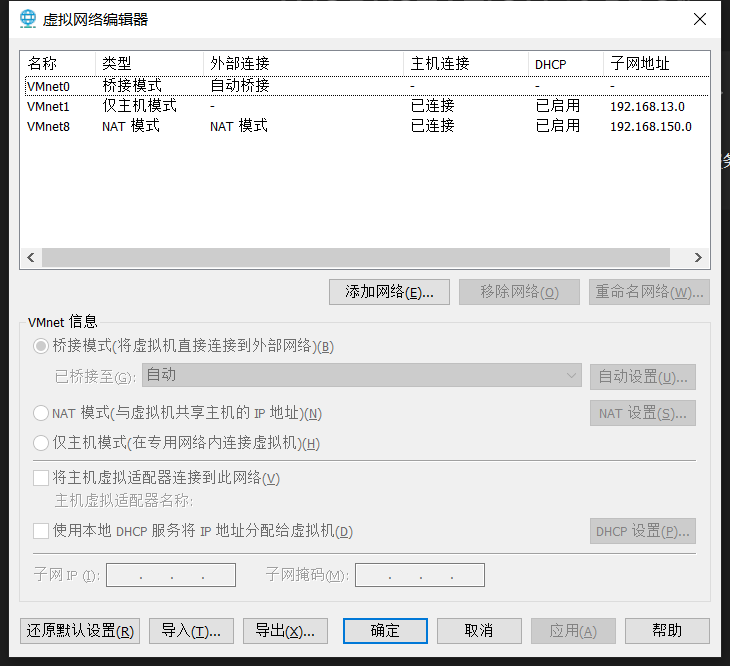 虚拟网络编辑器
名称 类型 外部连接 主机连接 DHCP 子网地址
VMnet0 桥接模式 自动桥接 - - -
VMnet1 仅主机模式 - 已连接 已启用 192.168.13.0
VMnet8 NAT 模式 NAT 模式 已连接 已启用 192.168.150.0
添加网络(E)... 移除网络(O) 重命名网络(W)...
VMnet 信息
桥接模式(将虚拟机直接连接到外部网络)(B)
已桥接至(G): 自动 自动设置(U)...
NAT 模式(与虚拟机共享主机的 IP 地址)(N) NAT 设置(S)...
仅主机模式(在专用网络内连接虚拟机)(H)
将主机虚拟适配器连接到此网络(V)
主机虚拟适配器名称:
使用本地 DHCP 服务将 IP 地址分配给虚拟机(D) DHCP 设置(P)...
子网 IP (I): . . . 子网掩码(M): . . .
还原默认设置(R) 导入(T)... 导出(X)... 确定 取消 应用(A) 帮助